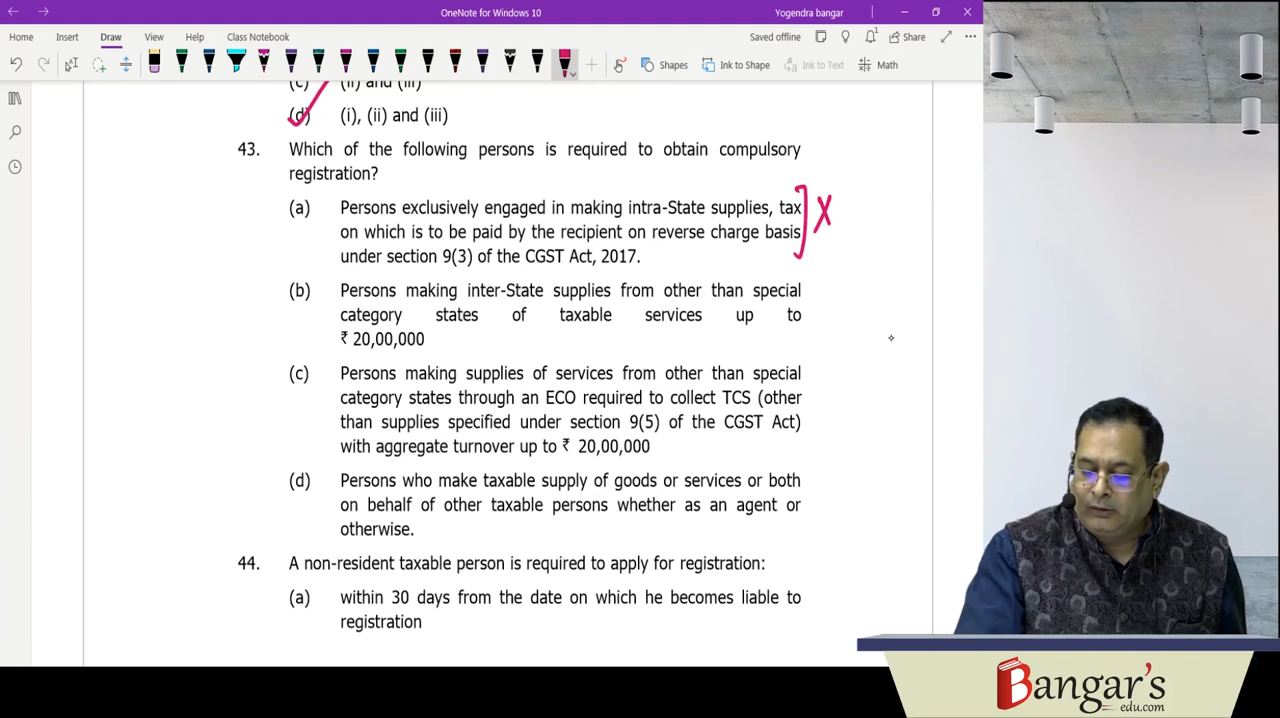 OneNote for Windows 10
Yogendra bangar
Home Insert Draw View Help Class Notebook
Saved offline Share
Shapes Ink to Shape Ink to Text Math
(c) (ii) and (iii)
(d) (i), (ii) and (iii)
43. Which of the following persons is required to obtain compulsory
registration?
(a) Persons exclusively engaged in making intra-State supplies, tax
on which is to be paid by the recipient on reverse charge basis
under section 9(3) of the CGST Act, 2017.
X
(b) Persons making inter-State supplies from other than special
category states of taxable services up to
₹ 20,00,000
(c) Persons making supplies of services from other than special
category states through an ECO required to collect TCS (other
than supplies specified under section 9(5) of the CGST Act)
with aggregate turnover up to ₹ 20,00,000
(d) Persons who make taxable supply of goods or services or both
on behalf of other taxable persons whether as an agent or
otherwise.
44. A non-resident taxable person is required to apply for registration:
(a) within 30 days from the date on which he becomes liable to
registration
Bangar's
edu.com